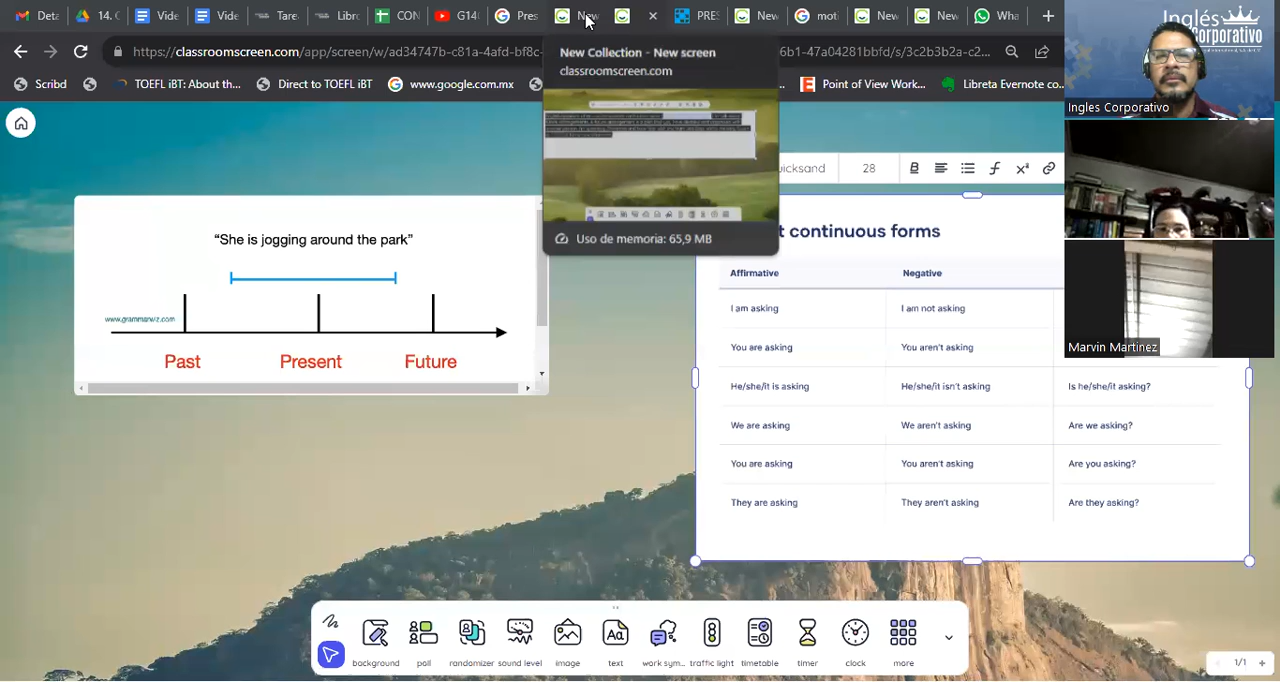 Deta
14. C
Vide
Vide
Tare
Libro
CON
G14
Pres
New
PRES
New
moti
New
New
Wha
https://classroomscreen.com/app/screen/w/ad34747b-c81a-4afd-bf8c-
6b1-47a04281bbfd/s/3c2b3b2a-c2...
New Collection - New screen
classroomscreen.com
Uso de memoria: 65,9 MB
Scribd
TOEFL iBT: About the...
Direct to TOEFL iBT
www.google.com.mx
Point of View Work...
Libreta Evernote co...
Inglés
Corporativo
Ingles Corporativo
Marvin Martinez
"She is jogging around the park"
www.grammarwiz.com
Past Present Future
uicksand 28 B
t continuous forms
Affirmative Negative
I am asking I am not asking
You are asking You aren't asking
He/she/it is asking He/she/it isn't asking Is he/she/it asking?
We are asking We aren't asking Are we asking?
You are asking You aren't asking Are you asking?
They are asking They aren't asking Are they asking?
background poll randomizer sound level image text work sym... traffic light timetable timer clock more
1/1